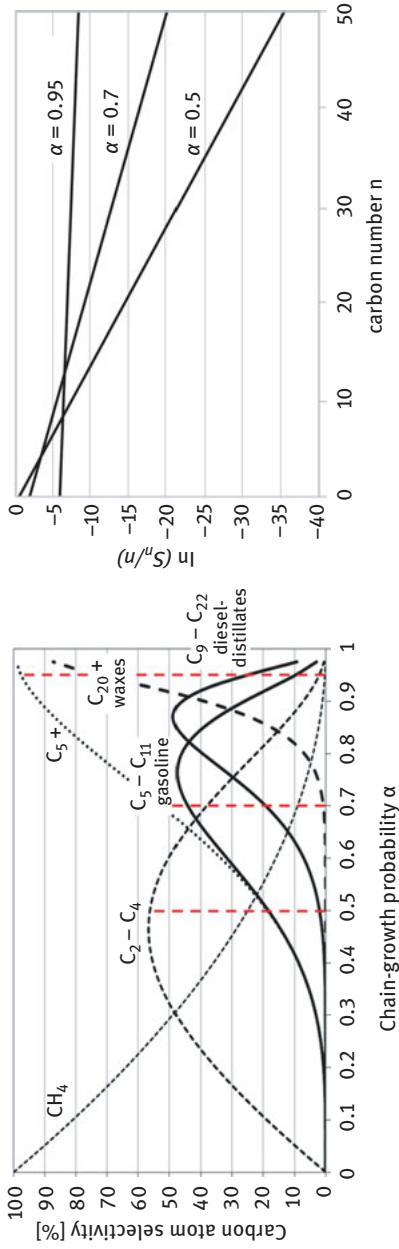 Carbon atom selectivity [%]
100
90
80
70
60
50
40
30
20
10
0
CH₄
C₂ – C₄
C₅ – C₁₁
gasoline
C₅ +
C₂₀ +
waxes
C₉ – C₂₂
diesel-
distillates
0
0.1
0.2
0.3
0.4
0.5
0.6
0.7
0.8
0.9
1
Chain-growth probability α
ln (Sₙ/n)
0
−5
−10
−15
−20
−25
−30
−35
−40
α = 0.95
α = 0.7
α = 0.5
0
10
20
30
40
50
carbon number n